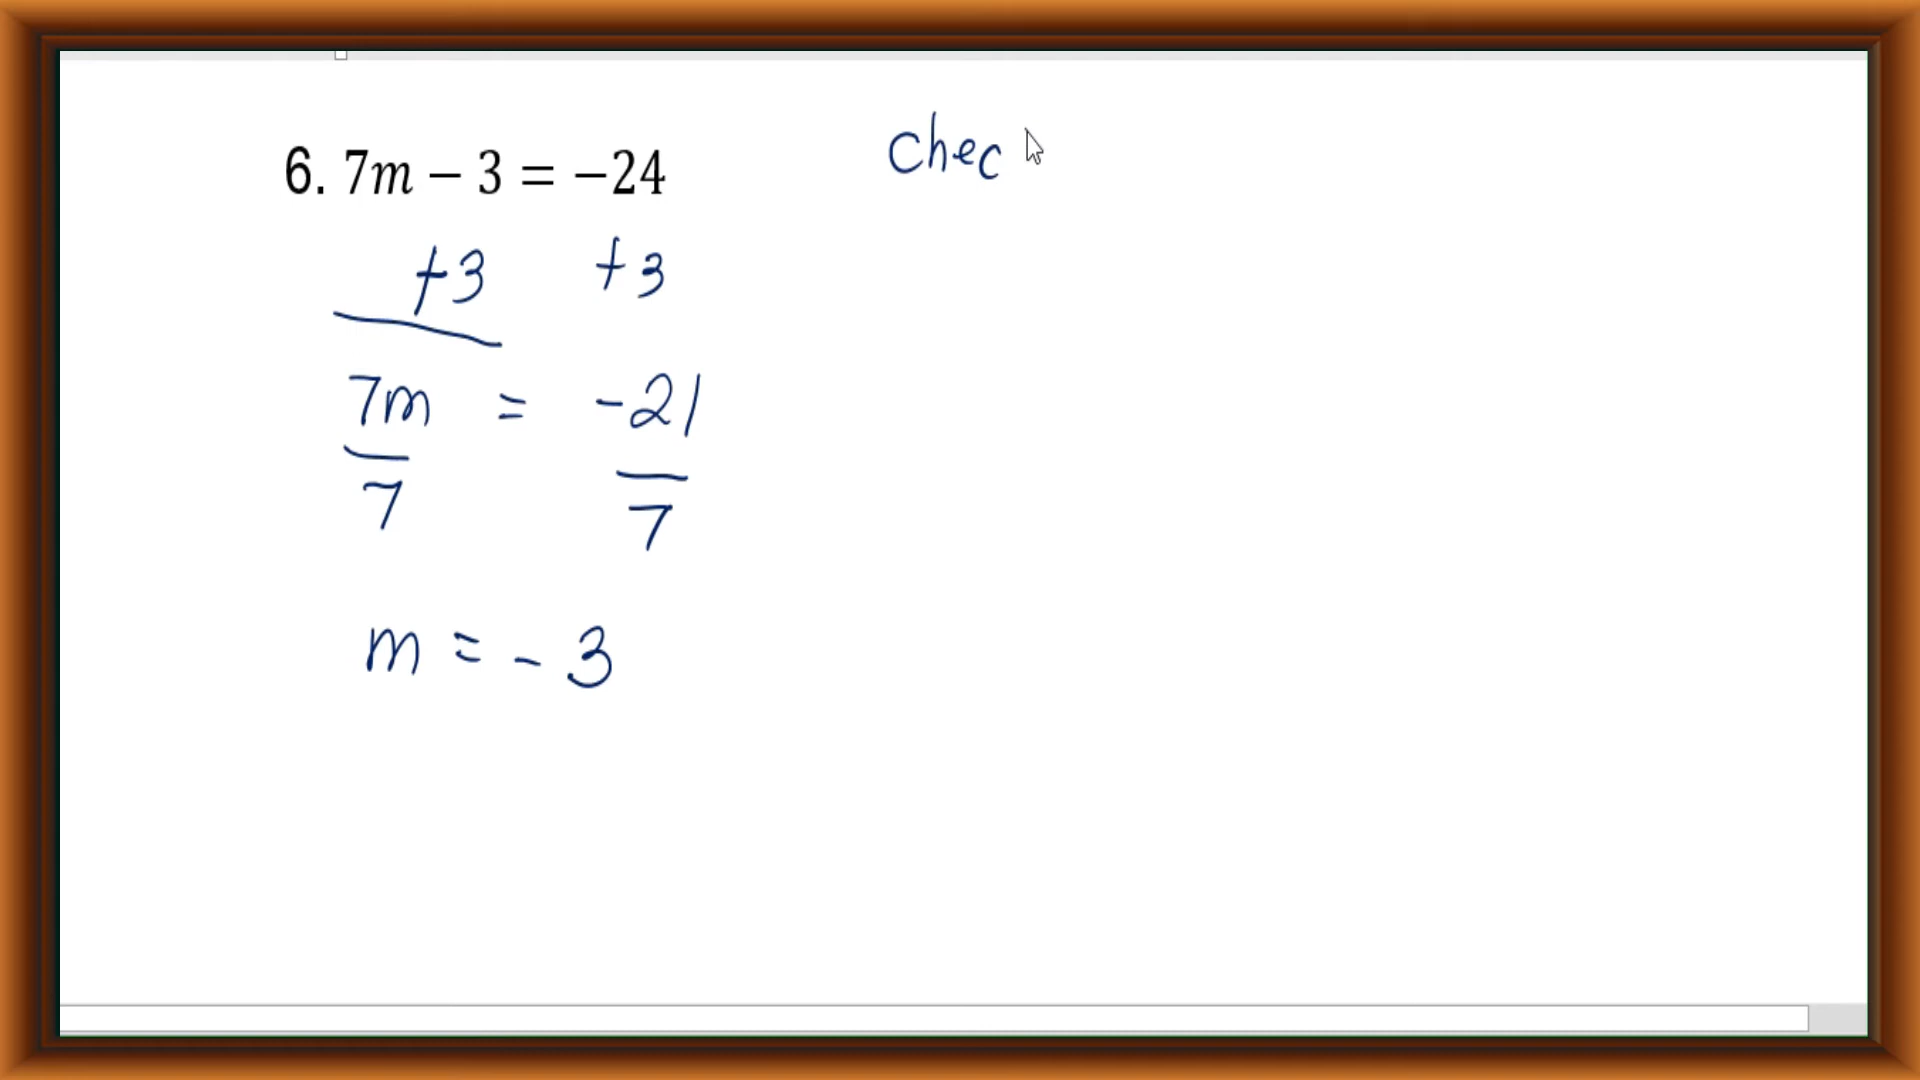 6. 7m − 3 = −24
+3 +3
7m = -21
7 7
m = - 3
Chec